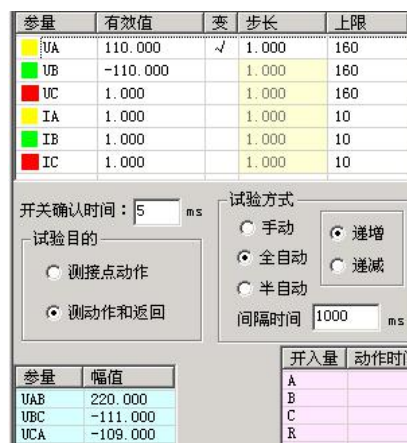 参量 有效值 变 步长 上限
UA 110.000 √ 1.000 160
UB -110.000 1.000 160
UC 1.000 1.000 160
IA 1.000 1.000 10
IB 1.000 1.000 10
IC 1.000 1.000 10
开关确认时间：5 ms
试验目的
测接点动作
测动作和返回
试验方式
手动
全自动
半自动
递增
递减
间隔时间 1000 ms
参量 幅值
UAB 220.000
UBC -111.000
UCA -109.000
开入量 动作时
A
B
C
R